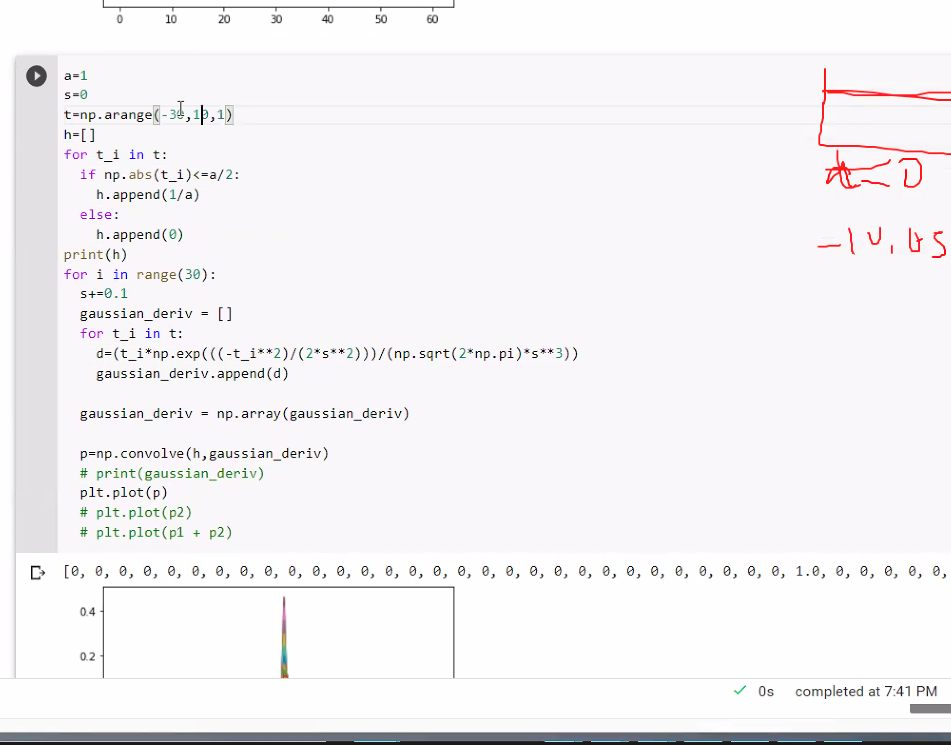 0 10 20 30 40 50 60
a=1
s=0
t=np.arange(-30,10,1)
h=[]
for t_i in t:
  if np.abs(t_i)<=a/2:
    h.append(1/a)
  else:
    h.append(0)
print(h)
for i in range(30):
  s+=0.1
  gaussian_deriv = []
  for t_i in t:
    d=(t_i*np.exp(((-t_i**2)/(2*s**2)))/(np.sqrt(2*np.pi)*s**3))
    gaussian_deriv.append(d)
  gaussian_deriv = np.array(gaussian_deriv)
  p=np.convolve(h,gaussian_deriv)
  # print(gaussian_deriv)
  plt.plot(p)
  # plt.plot(p2)
  # plt.plot(p1 + p2)
[0, 0, 0, 0, 0, 0, 0, 0, 0, 0, 0, 0, 0, 0, 0, 0, 0, 0, 0, 0, 0, 0, 0, 0, 0, 0, 0, 0, 0, 0, 1.0, 0, 0, 0, 0, 0,
0.4
0.2
0s completed at 7:41 PM